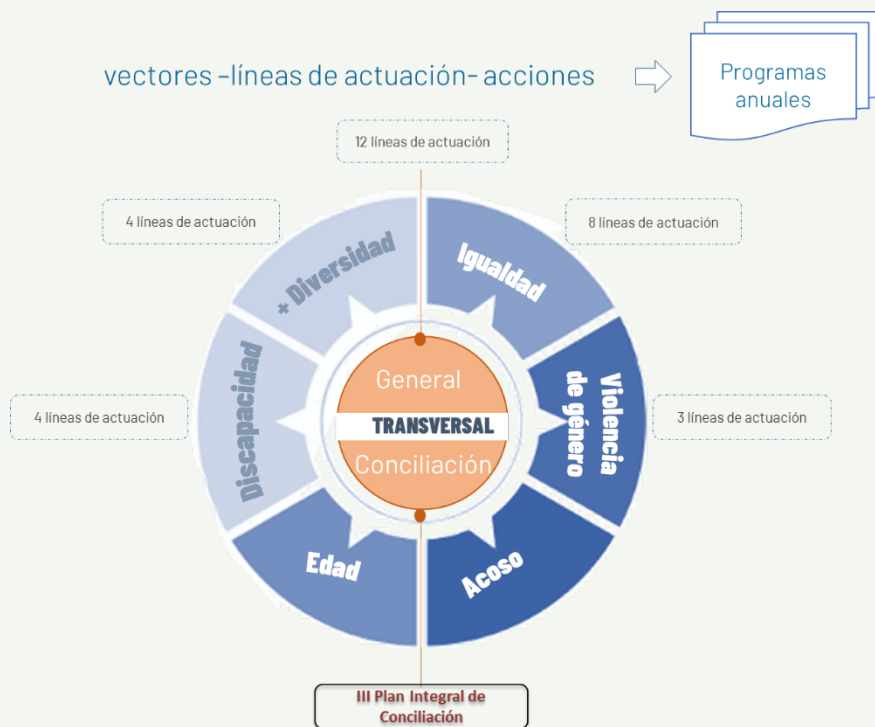 vectores –líneas de actuación- acciones
Programas
anuales
12 líneas de actuación
4 líneas de actuación
8 líneas de actuación
+ Diversidad
Igualdad
Discapacidad
Violencia
de género
4 líneas de actuación
3 líneas de actuación
General
TRANSVERSAL
Conciliación
Edad
Acoso
III Plan Integral de
Conciliación